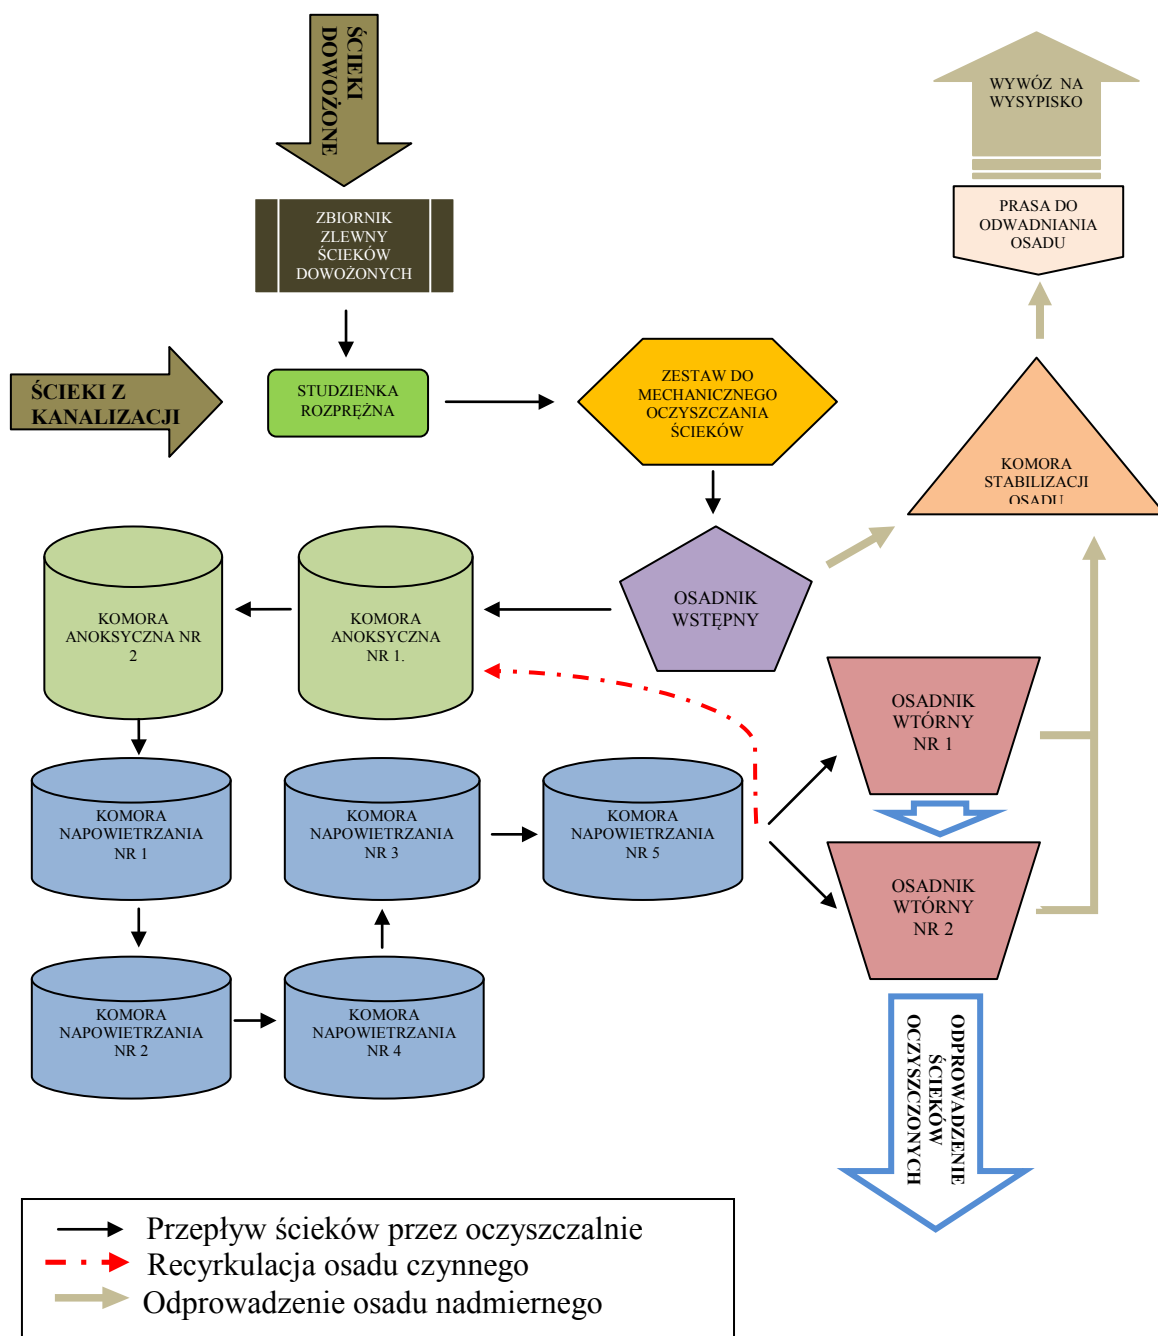 ŚCIEKI
DOWOŻONE
WYWÓZ NA
WYSYPISKO
PRASA DO
ODWADNIANIA
OSADU
ZBIORNIK
ZLEWNY
ŚCIEKÓW
DOWOŻONYCH
ŚCIEKI Z
KANALIZACJI
STUDZIENKA
ROZPRĘŻNA
ZESTAW DO
MECHANICZNEGO
OCZYSZCZANIA
ŚCIEKÓW
KOMORA
STABILIZACJI
OSADU
KOMORA
ANOKSYCZNA NR
2
KOMORA
ANOKSYCZNA
NR 1.
OSADNIK
WSTĘPNY
OSADNIK
WTÓRNY
NR 1
KOMORA
NAPOWIETRZANIA
NR 1
KOMORA
NAPOWIETRZANIA
NR 3
KOMORA
NAPOWIETRZANIA
NR 5
OSADNIK
WTÓRNY
NR 2
KOMORA
NAPOWIETRZANIA
NR 2
KOMORA
NAPOWIETRZANIA
NR 4
ODPROWADZENIE
ŚCIEKÓW
OCZYSZCZONYCH
Przepływ ścieków przez oczyszczalnie
Recyrkulacja osadu czynnego
Odprowadzenie osadu nadmiernego